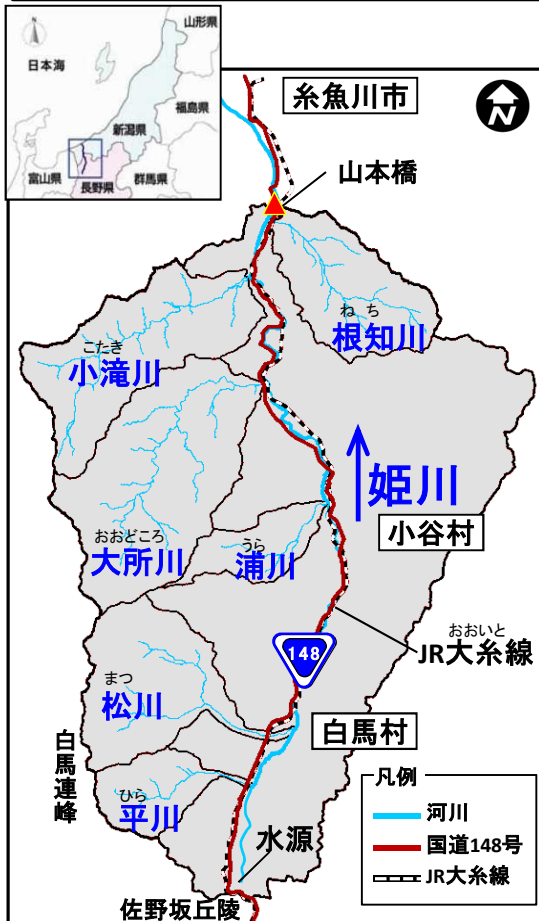 山形県
日本海
福島県
新潟県
富山県
長野県
群馬県
糸魚川市
N
山本橋
ねち
根知川
こたき
小滝川
姫川
おおどころ
大所川
うら
浦川
小谷村
おおいと
JR大糸線
148
まつ
松川
白馬村
白馬連峰
ひら
平川
水源
佐野坂丘陵
凡例
河川
国道148号
JR大糸線